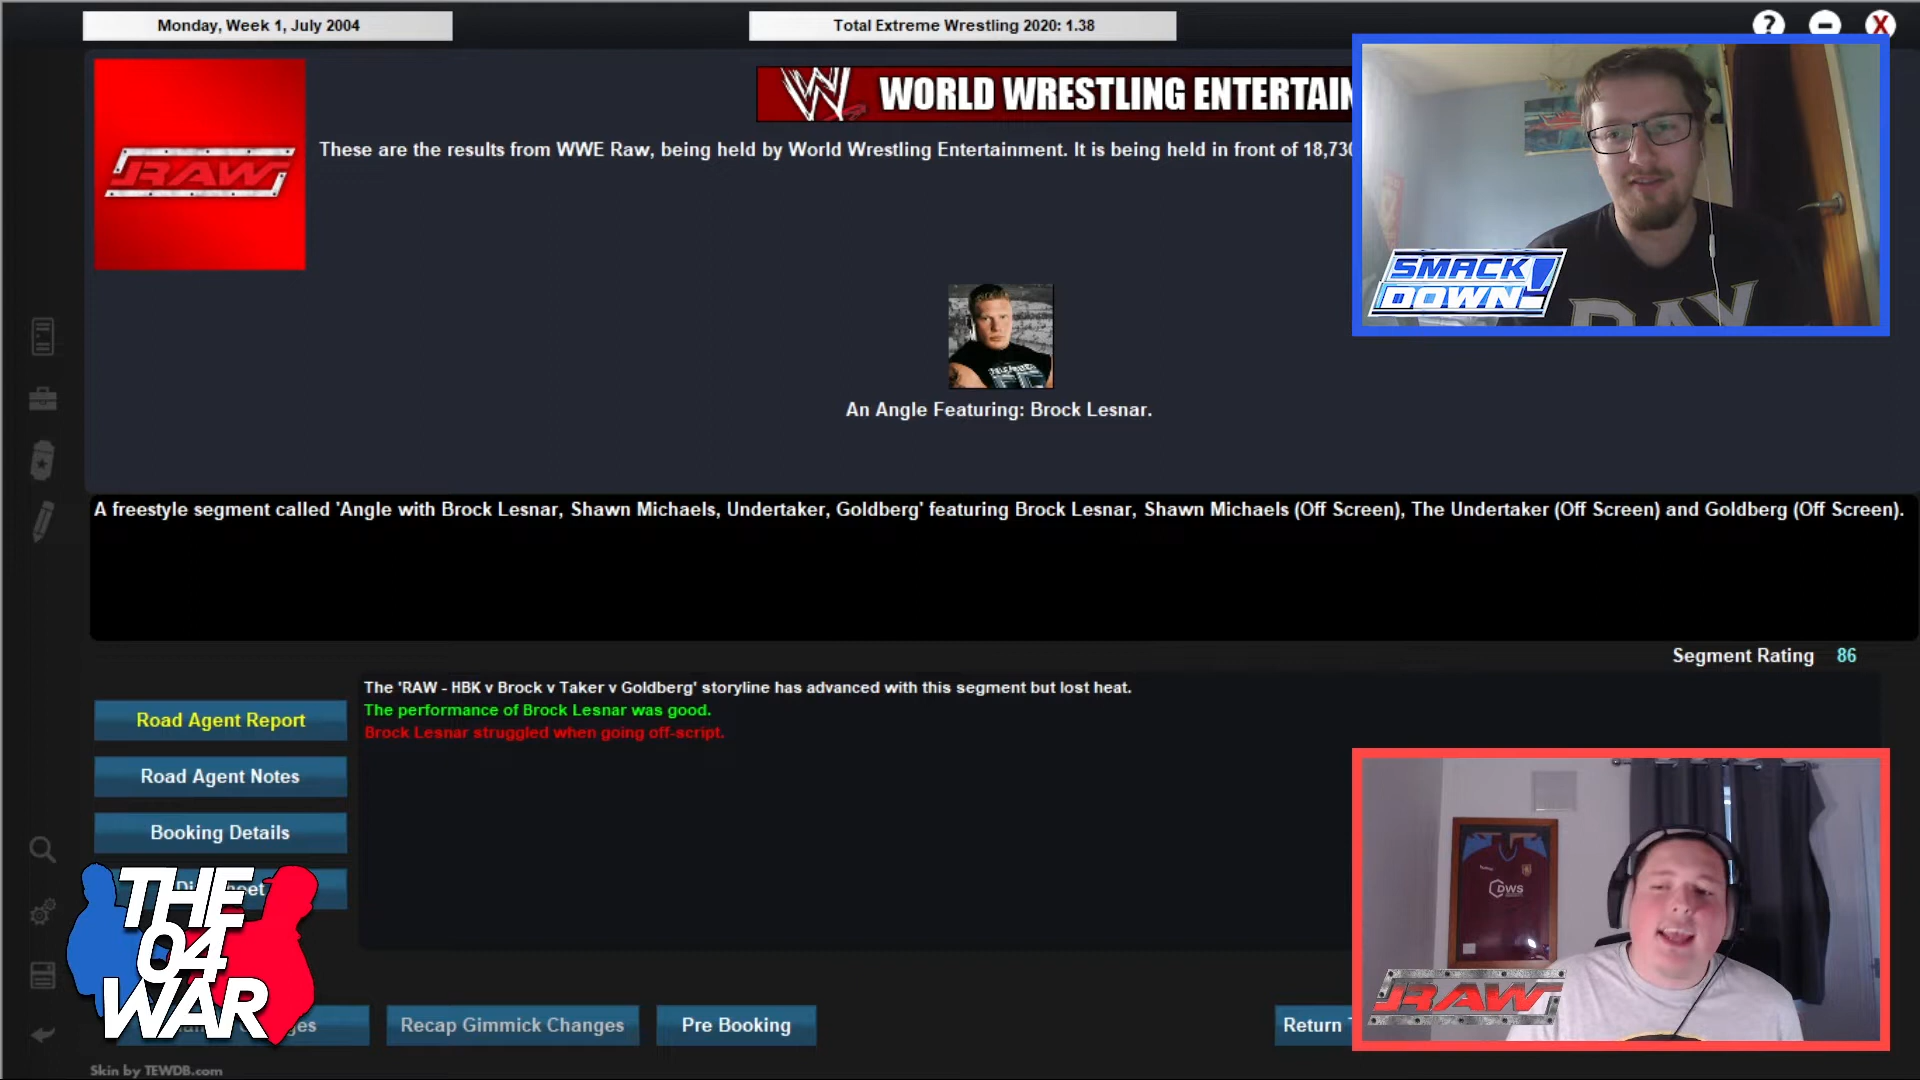 Monday, Week 1, July 2004
Total Extreme Wrestling 2020: 1.38
?
X
RAW
W WORLD WRESTLING ENTERTAIN
These are the results from WWE Raw, being held by World Wrestling Entertainment. It is being held in front of 18,730
SMACK
DOWN!
An Angle Featuring: Brock Lesnar.
A freestyle segment called 'Angle with Brock Lesnar, Shawn Michaels, Undertaker, Goldberg' featuring Brock Lesnar, Shawn Michaels (Off Screen), The Undertaker (Off Screen) and Goldberg (Off Screen).
Segment Rating 86
The 'RAW - HBK v Brock v Taker v Goldberg' storyline has advanced with this segment but lost heat.
The performance of Brock Lesnar was good.
Brock Lesnar struggled when going off-script.
Road Agent Report
Road Agent Notes
Booking Details
THE
04
WAR
DWS
RAW
Recap Gimmick Changes
Pre Booking
Return
Skin by TEWDB.com